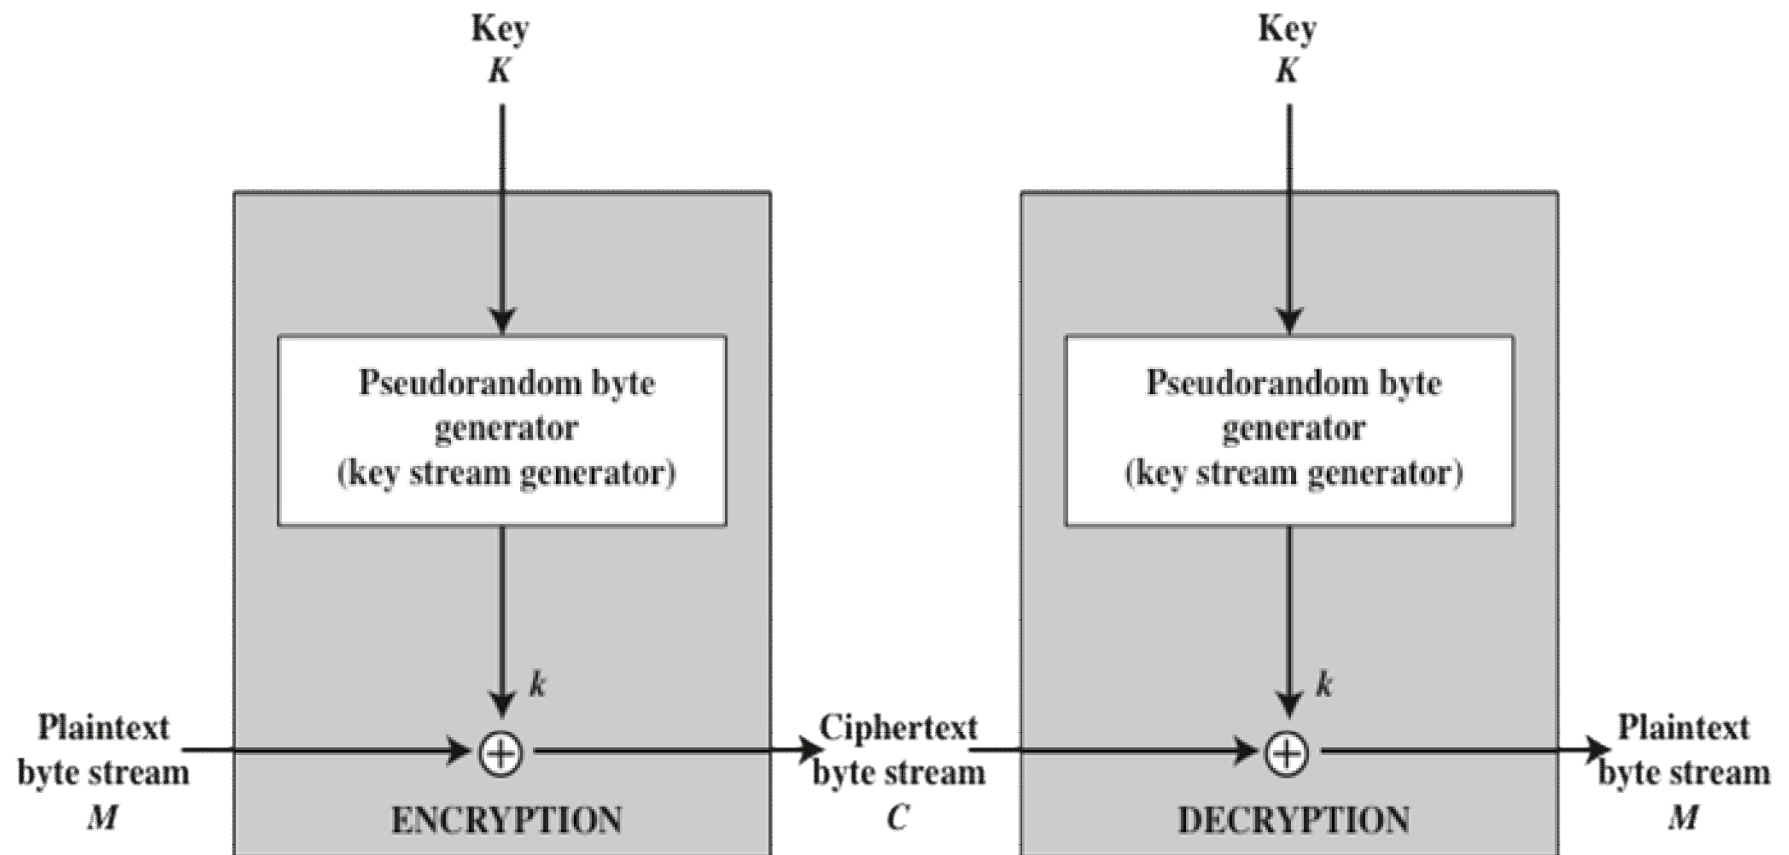 Key
K
Key
K
Pseudorandom byte
generator
(key stream generator)
Pseudorandom byte
generator
(key stream generator)
k
k
Plaintext
byte stream
M
ENCRYPTION
Ciphertext
byte stream
C
DECRYPTION
Plaintext
byte stream
M